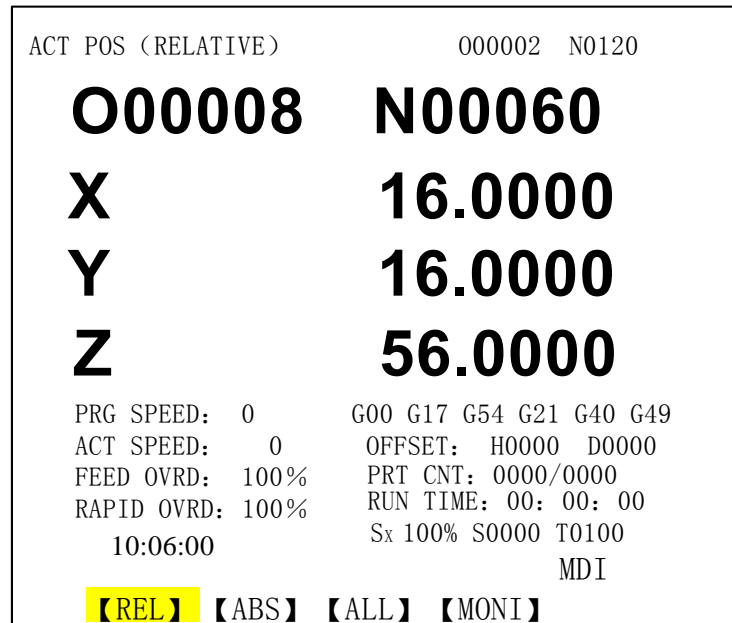 ACT POS（RELATIVE） O00002 N0120
O00008 N00060
X 16.0000
Y 16.0000
Z 56.0000
PRG SPEED： 0 G00 G17 G54 G21 G40 G49
ACT SPEED： 0 OFFSET： H0000 D0000
FEED OVRD： 100％ PRT CNT：0000/0000
RAPID OVRD：100％ RUN TIME：00：00：00
10:06:00 Sx 100% S0000 T0100
MDI
【REL】 【ABS】 【ALL】 【MONI】